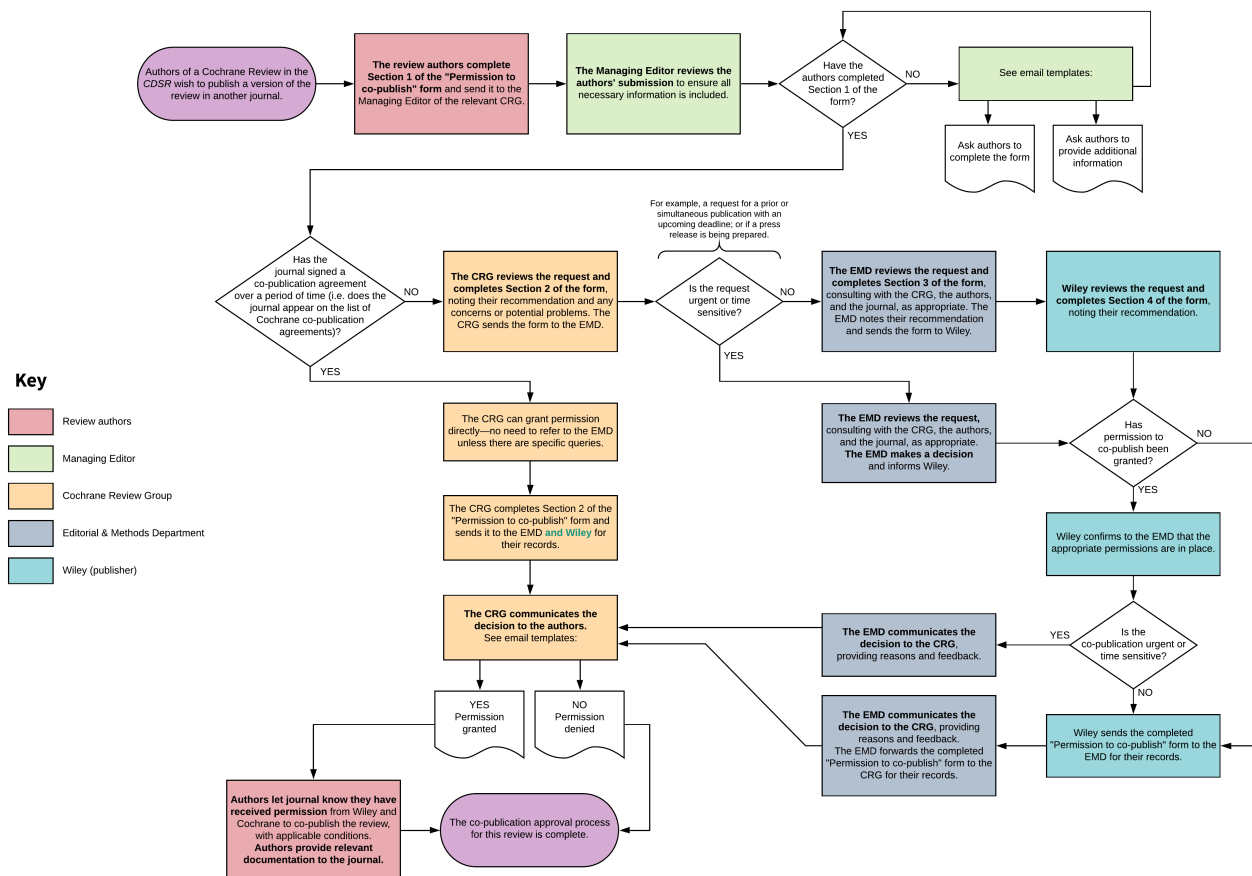 Authors of a Cochrane Review in the
CDSR wish to publish a version of the
review in another journal.
The review authors complete
Section 1 of the "Permission to
co-publish" form and send it to the
Managing Editor of the relevant CRG.
The Managing Editor reviews the
authors' submission to ensure all
necessary information is included.
Have the
authors completed
Section 1 of the
form?
NO
YES
See email templates:
Ask authors to
complete the form
Ask authors to
provide additional
information
For example, a request for a prior or
simultaneous publication with an
upcoming deadline; or if a press
release is being prepared.
Has the
journal signed a
co-publication agreement
over a period of time (i.e. does the
journal appear on the list of
Cochrane co-publication
agreements)?
NO
YES
The CRG reviews the request and
completes Section 2 of the form,
noting their recommendation and any
concerns or potential problems. The
CRG sends the form to the EMD.
Is the request
urgent or time
sensitive?
NO
YES
The EMD reviews the request and
completes Section 3 of the form,
consulting with the CRG, the authors,
and the journal, as appropriate. The
EMD notes their recommendation
and sends the form to Wiley.
Wiley reviews the request and
completes Section 4 of the form,
noting their recommendation.
Key
Review authors
Managing Editor
Cochrane Review Group
Editorial & Methods Department
Wiley (publisher)
The CRG can grant permission
directly—no need to refer to the EMD
unless there are specific queries.
The EMD reviews the request,
consulting with the CRG, the authors,
and the journal, as appropriate.
The EMD makes a decision
and informs Wiley.
Has
permission to
co-publish been
granted?
NO
YES
The CRG completes Section 2 of the
"Permission to co-publish" form and
sends it to the EMD and Wiley for
their records.
Wiley confirms to the EMD that the
appropriate permissions are in place.
The CRG communicates the
decision to the authors.
See email templates:
The EMD communicates the
decision to the CRG,
providing reasons and feedback.
YES
Is the
co-publication urgent or
time sensitive?
NO
YES
Permission
granted
NO
Permission
denied
The EMD communicates the
decision to the CRG, providing
reasons and feedback.
The EMD forwards the completed
"Permission to co-publish" form to the
CRG for their records.
Wiley sends the completed
"Permission to co-publish" form to the
EMD for their records.
Authors let journal know they have
received permission from Wiley and
Cochrane to co-publish the review,
with applicable conditions.
Authors provide relevant
documentation to the journal.
The co-publication approval process
for this review is complete.